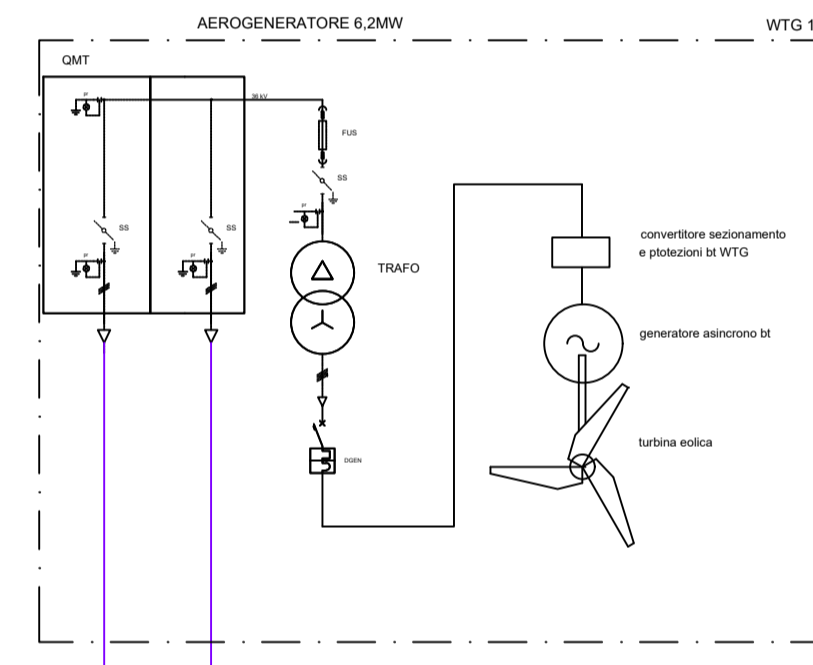 AEROGENERATORE 6,2MW
WTG 1
QMT
36 kV
FUS
SS
SS
SS
TRAFO
convertitore sezionamento
e ptotezioni bt WTG
generatore asincrono bt
turbina eolica
DGEN